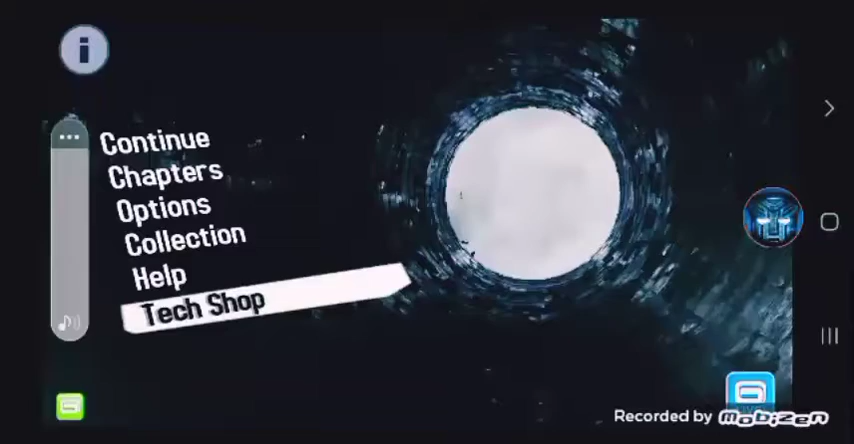 Continue
Chapters
Options
Collection
Help
Tech Shop
Recorded by mobizen